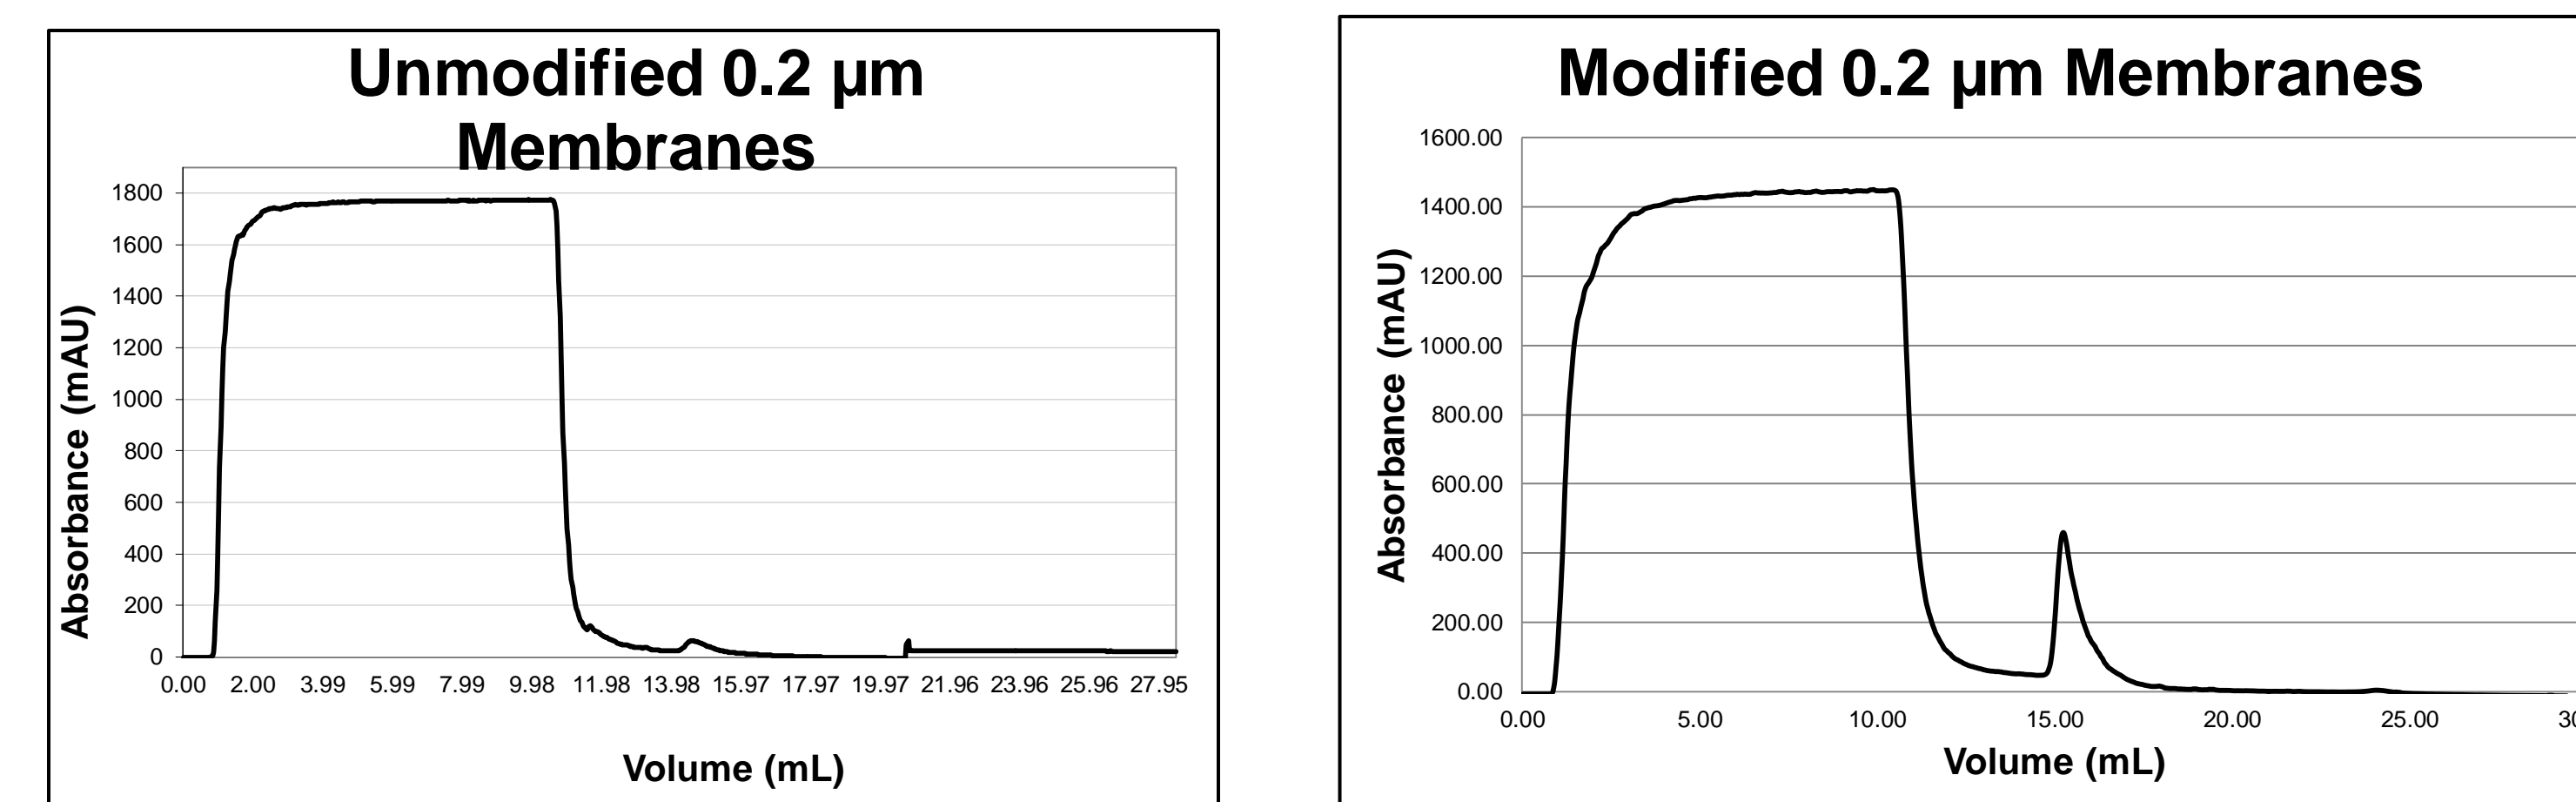 Unmodified 0.2 µm
Membranes
1800
1600
1400
1200
1000
800
600
400
200
0
Absorbance (mAU)
0.00 2.00 3.99 5.99 7.99 9.98 11.98 13.98 15.97 17.97 19.97 21.96 23.96 25.96 27.95
Volume (mL)
Modified 0.2 µm Membranes
1600.00
1400.00
1200.00
1000.00
800.00
600.00
400.00
200.00
0.00
Absorbance (mAU)
0.00 5.00 10.00 15.00 20.00 25.00 30
Volume (mL)